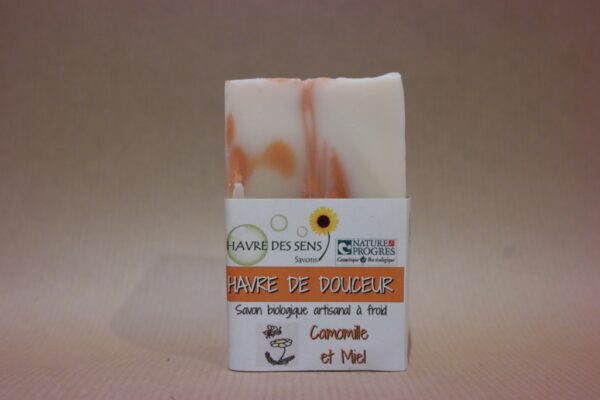 HAVRE DES SENS
Savons
NATURE & PROGRES
Cosmétique Bio écologique
HAVRE DE DOUCEUR
Savon biologique artisanal à froid
Camomille
et Miel